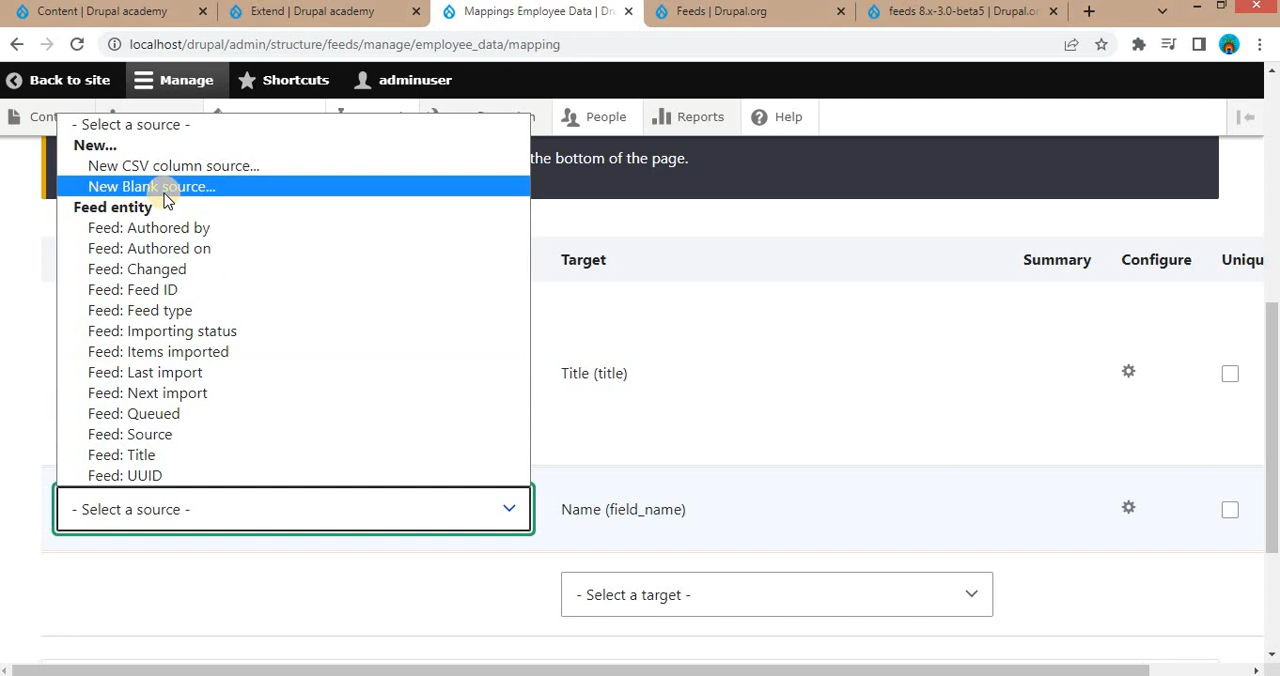 Content | Drupal academy
Extend | Drupal academy
Mappings Employee Data | Dr
Feeds | Drupal.org
feeds 8.x-3.0-beta5 | Drupal.or
localhost/drupal/admin/structure/feeds/manage/employee_data/mapping
Back to site
Manage
Shortcuts
adminuser
Cont
People
Reports
Help
- Select a source -
New...
New CSV column source...
New Blank source...
Feed entity
Feed: Authored by
Feed: Authored on
Feed: Changed
Feed: Feed ID
Feed: Feed type
Feed: Importing status
Feed: Items imported
Feed: Last import
Feed: Next import
Feed: Queued
Feed: Source
Feed: Title
Feed: UUID
- Select a source -
the bottom of the page.
Target
Summary
Configure
Uniqu
Title (title)
Name (field_name)
- Select a target -